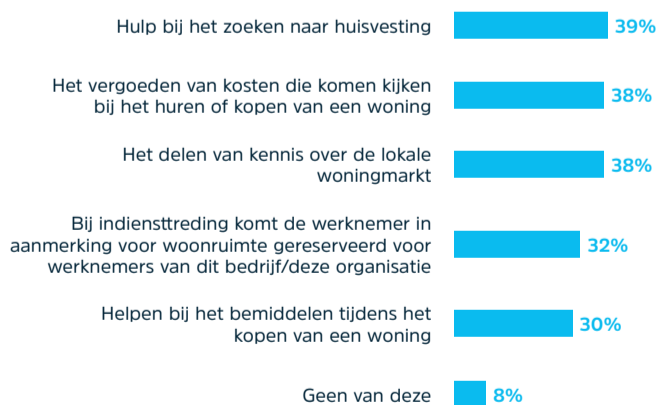 Hulp bij het zoeken naar huisvesting 39%
Het vergoeden van kosten die komen kijken
bij het huren of kopen van een woning 38%
Het delen van kennis over de lokale
woningmarkt 38%
Bij indiensttreding komt de werknemer in
aanmerking voor woonruimte gereserveerd voor
werknemers van dit bedrijf/deze organisatie 32%
Helpen bij het bemiddelen tijdens het
kopen van een woning 30%
Geen van deze 8%